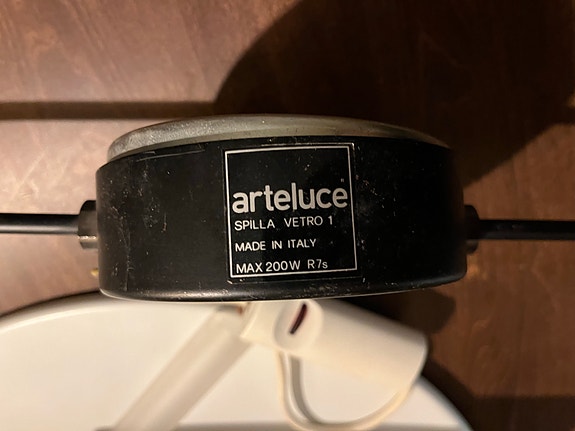 arteluce
SPILLA VETRO 1
MADE IN ITALY
MAX 200W R7s